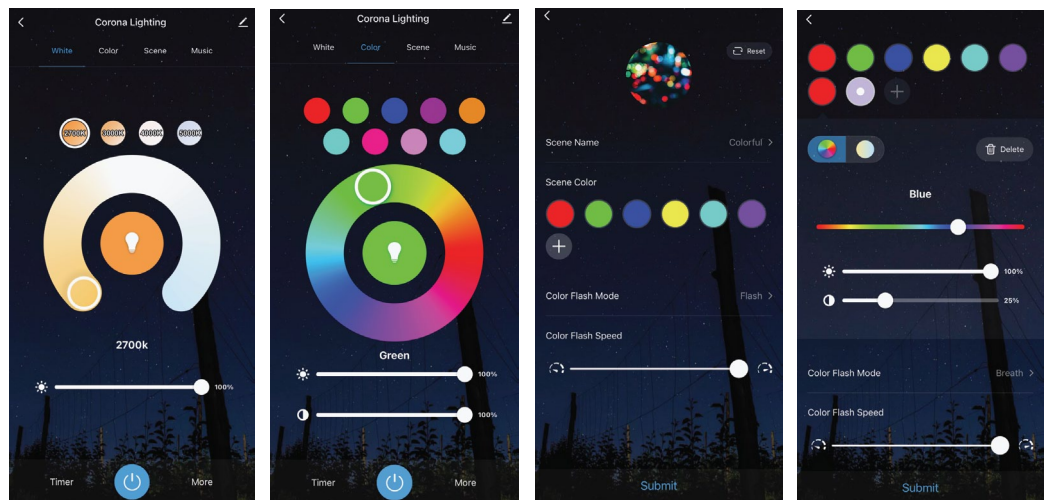 Corona Lighting
White Color Scene Music
2700K 3000K 4000K 5000K
2700k
100%
Timer More
Corona Lighting
White Color Scene Music
Green
100%
100%
Timer More
Reset
Scene Name Colorful
Scene Color
Color Flash Mode Flash
Color Flash Speed
Submit
Delete
Blue
100%
25%
Color Flash Mode Breath
Color Flash Speed
Submit